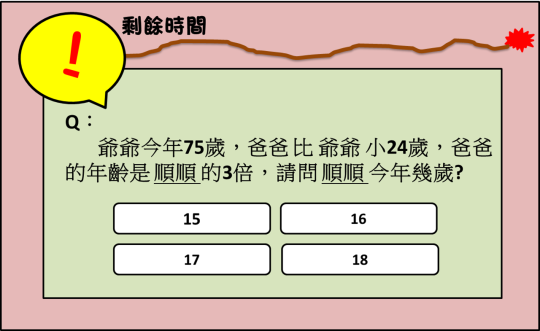 剩餘時間
!
Q：
爺爺今年75歲，爸爸比 爺爺 小24歲，爸爸
的年齡是 順順 的3倍，請問 順順 今年幾歲?
15
16
17
18